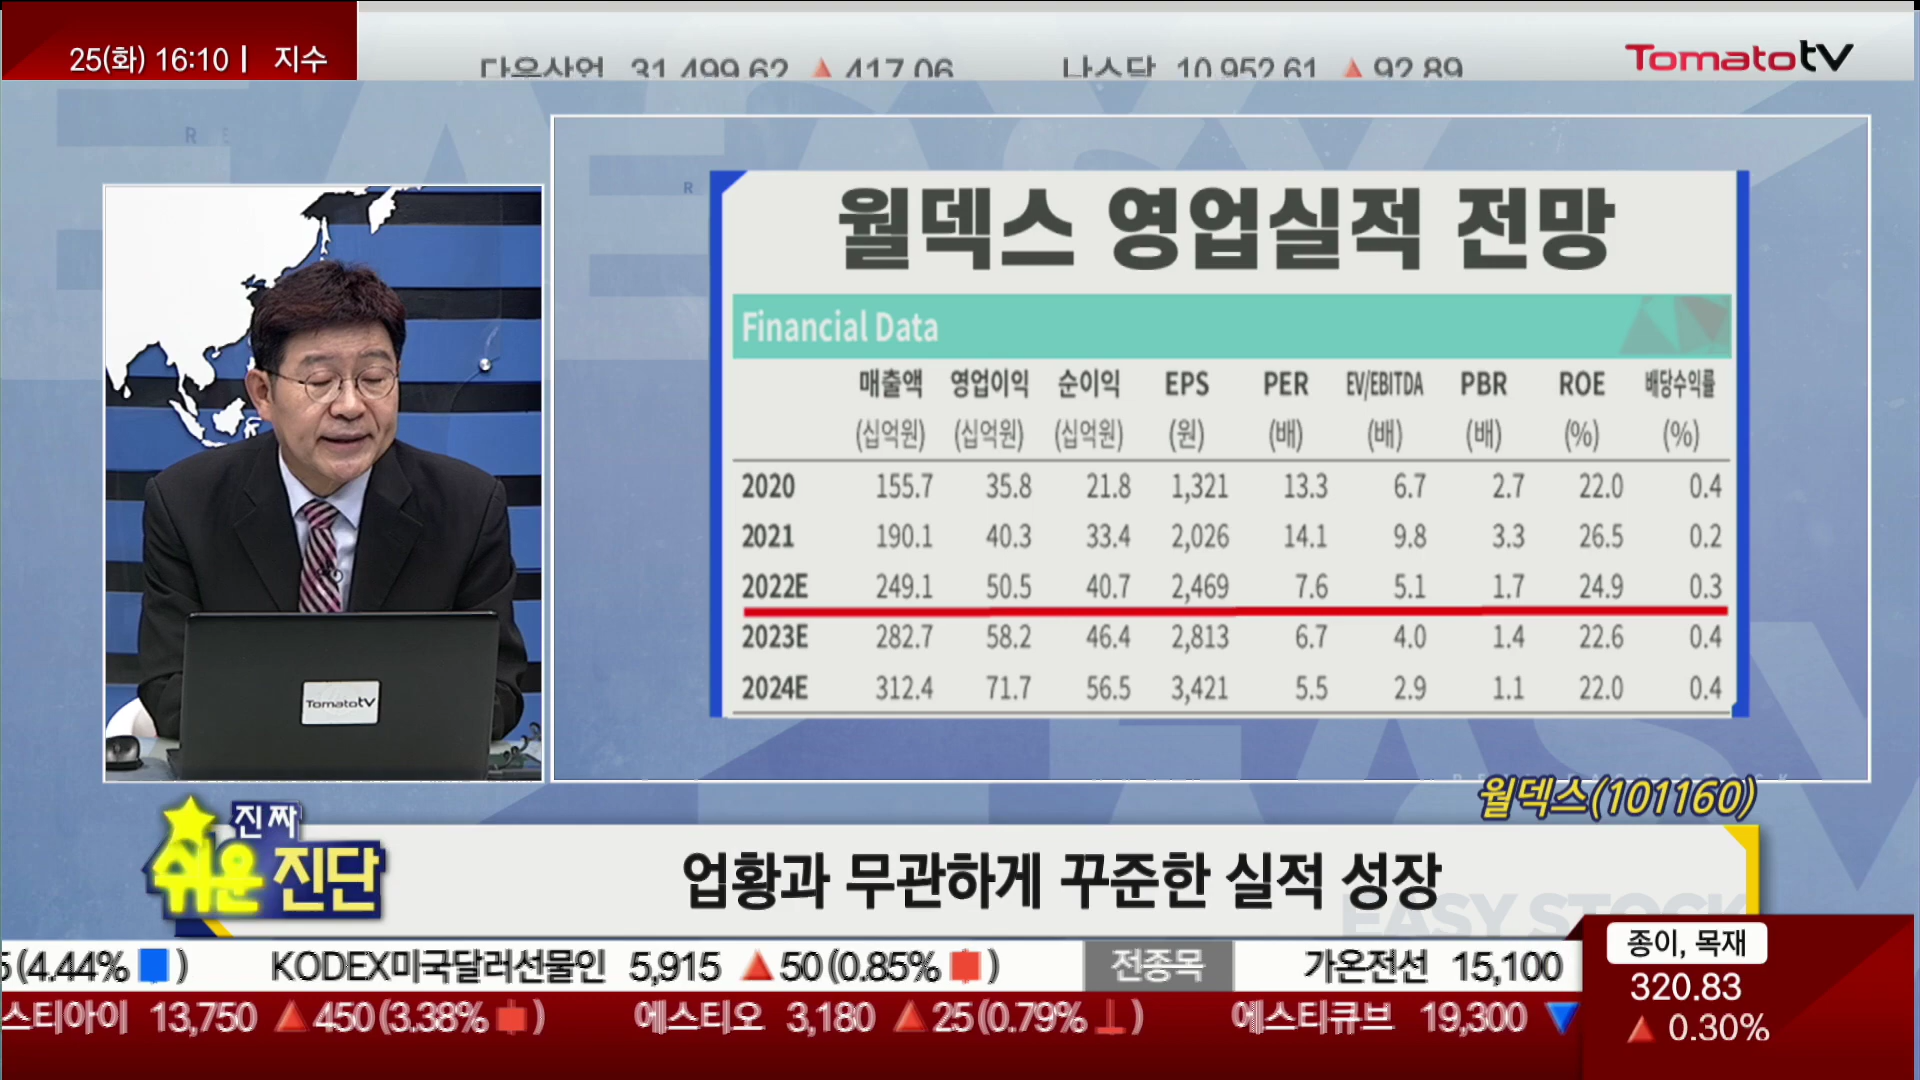 25(화) 16:10 | 지수
다우산업 31,499.62 ▲ 417.06 나스닥 10,952.61 ▲ 92.89
Tomatotv
월덱스 영업실적 전망
Financial Data
매출액 영업이익 순이익 EPS PER EV/EBITDA PBR ROE 배당수익률
(십억원) (십억원) (십억원) (원) (배) (배) (배) (%) (%)
2020 155.7 35.8 21.8 1,321 13.3 6.7 2.7 22.0 0.4
2021 190.1 40.3 33.4 2,026 14.1 9.8 3.3 26.5 0.2
2022E 249.1 50.5 40.7 2,469 7.6 5.1 1.7 24.9 0.3
2023E 282.7 58.2 46.4 2,813 6.7 4.0 1.4 22.6 0.4
2024E 312.4 71.7 56.5 3,421 5.5 2.9 1.1 22.0 0.4
Tomatotv
월덱스(101160)
진짜
쉬운 진단
업황과 무관하게 꾸준한 실적 성장
EASY STOCK
5 (4.44% ■) KODEX미국달러선물인 5,915 ▲50 (0.85% ■) 전종목 가온전선 15,100
스티아이 13,750 ▲450 (3.38% ) 에스티오 3,180 ▲25 (0.79% ) 에스티큐브 19,300 ▼
종이, 목재
320.83
▲ 0.30%